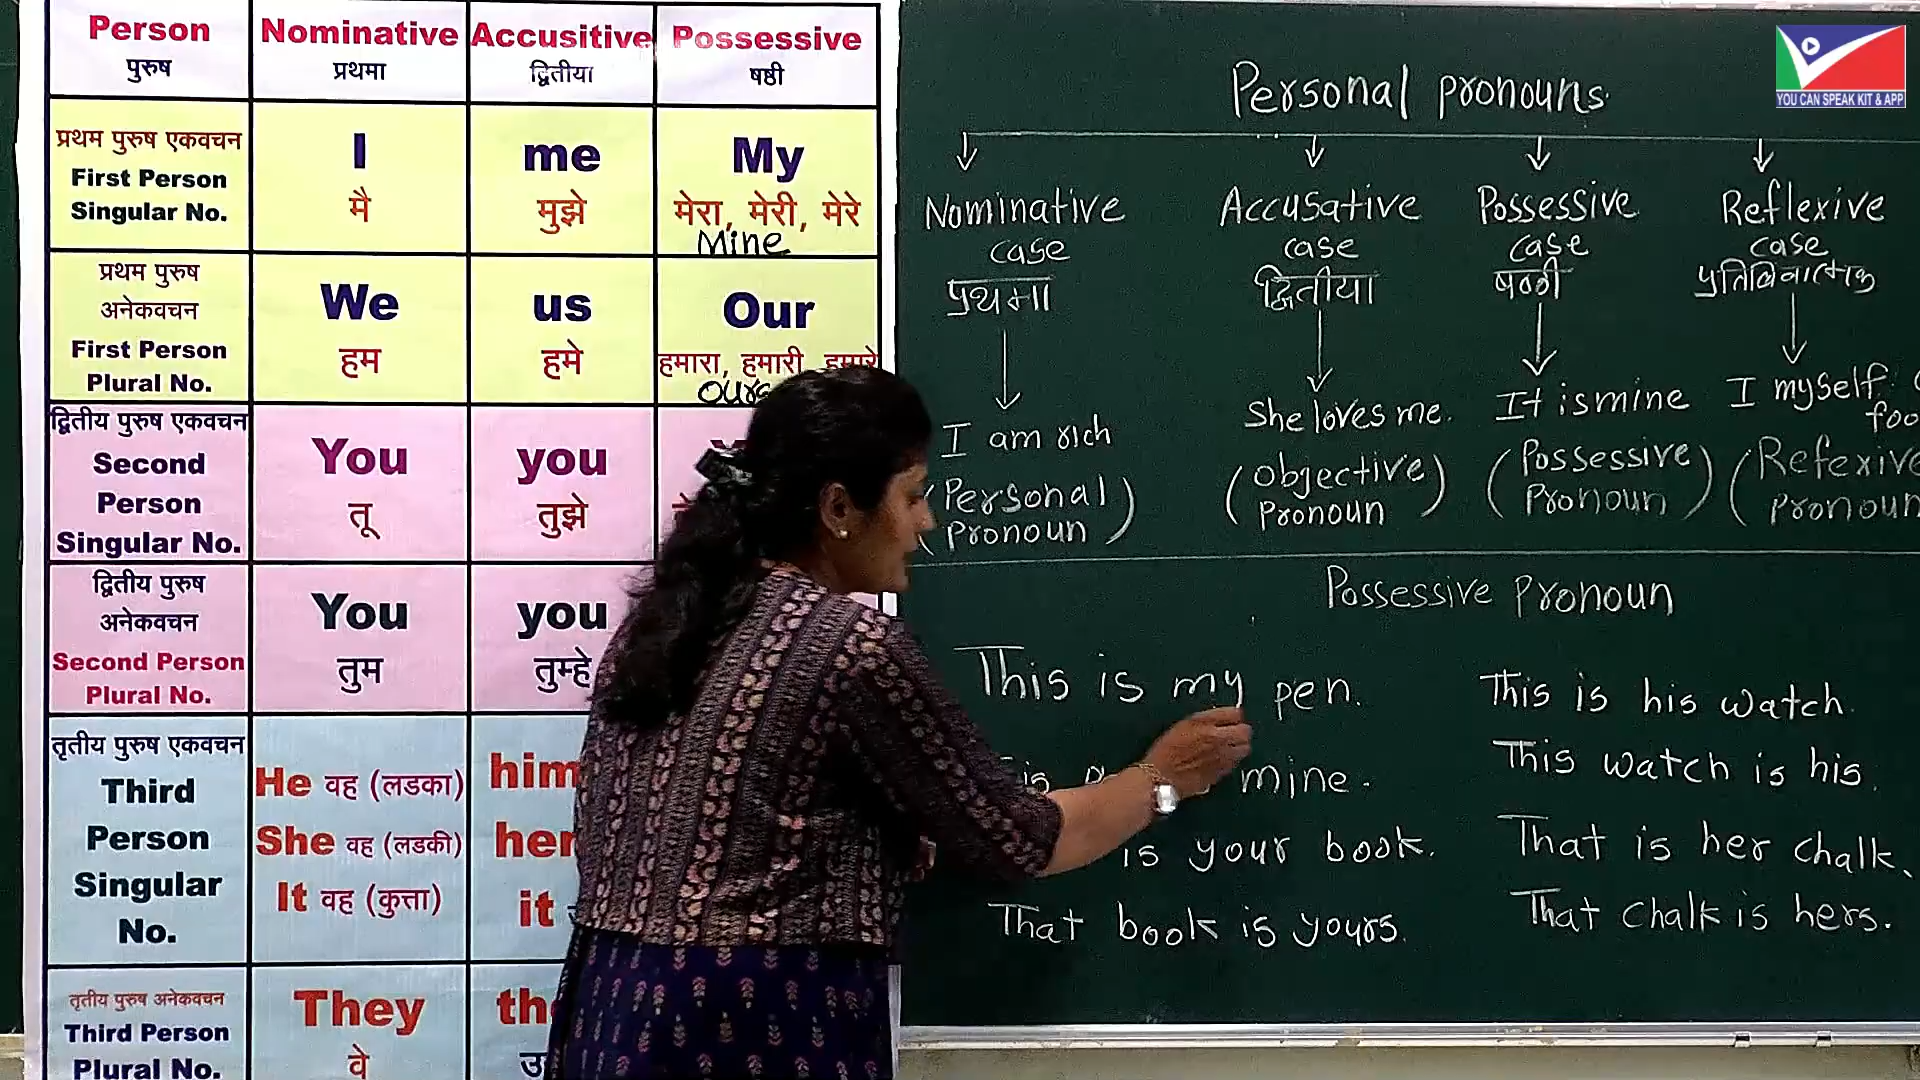 Person Nominative Accusitive Possessive
पुरुष प्रथमा द्वितीया षष्ठी
प्रथम पुरुष एकवचन
First Person
Singular No.
I me My
मै मुझे मेरा, मेरी, मेरे
Mine
प्रथम पुरुष
अनेकवचन
First Person
Plural No.
We us Our
हम हमे हमारा, हमारी, हमारे
ours
द्वितीय पुरुष एकवचन
Second
Person
Singular No.
You you
तू तुझे
द्वितीय पुरुष
अनेकवचन
Second Person
Plural No.
You you
तुम तुम्हे
तृतीय पुरुष एकवचन
Third
Person
Singular
No.
He वह (लडका) him
She वह (लडकी) her
It वह (कुत्ता) it
तृतीय पुरुष अनेकवचन
Third Person
Plural No.
They
वे
YOU CAN SPEAK KIT & APP
Personal pronouns
Nominative Accusative Possessive Reflexive
case case case case
प्रथमा द्वितीया षष्ठी
I am rich She loves me. It is mine I myself
(Personal Pronoun) (Objective Pronoun) (Possessive Pronoun) (Refexive Pronoun
Possessive Pronoun
This is my pen.
mine.
is your book.
That book is yours.
This is his watch.
This watch is his.
That is her chalk.
That chalk is hers.